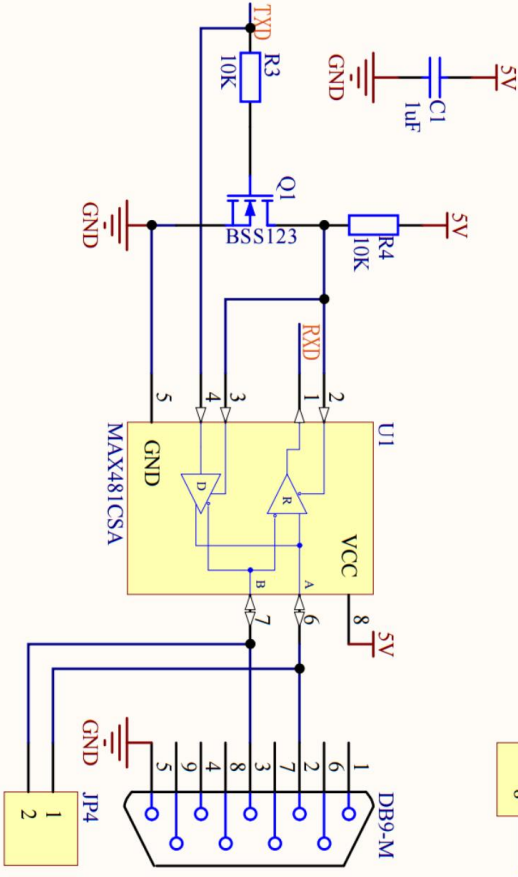 5V
C1
1uF
GND
5V
R4
10K
TXD
R3
10K
Q1
BSS123
GND
RXD
U1
VCC
8
5V
2
1
3
4
5
R
D
A
B
6
7
GND
MAX481CSA
DB9-M
1
6
2
7
3
8
4
9
5
GND
JP4
1
2